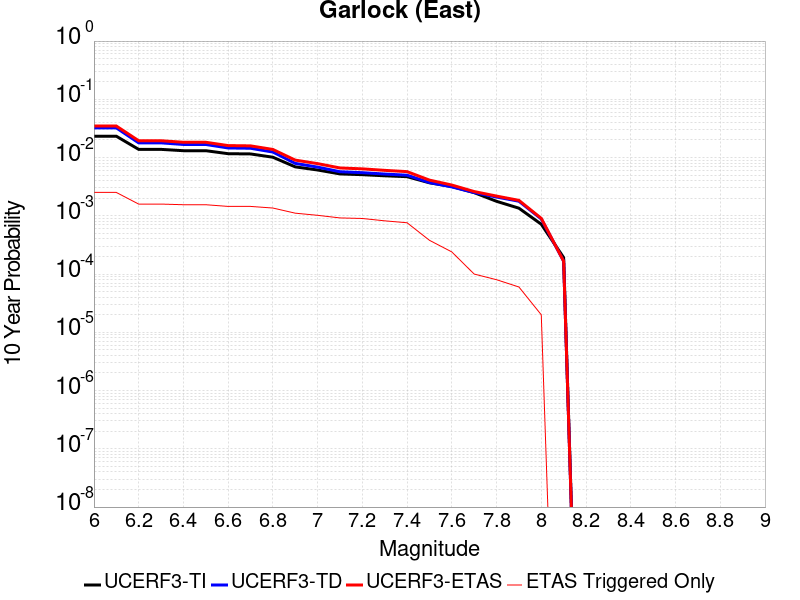 Garlock (East)
10 Year Probability
10 0
10 -1
10 -2
10 -3
10 -4
10 -5
10 -6
10 -7
10 -8
6 6.2 6.4 6.6 6.8 7 7.2 7.4 7.6 7.8 8 8.2 8.4 8.6 8.8 9
Magnitude
UCERF3-TI UCERF3-TD UCERF3-ETAS ETAS Triggered Only